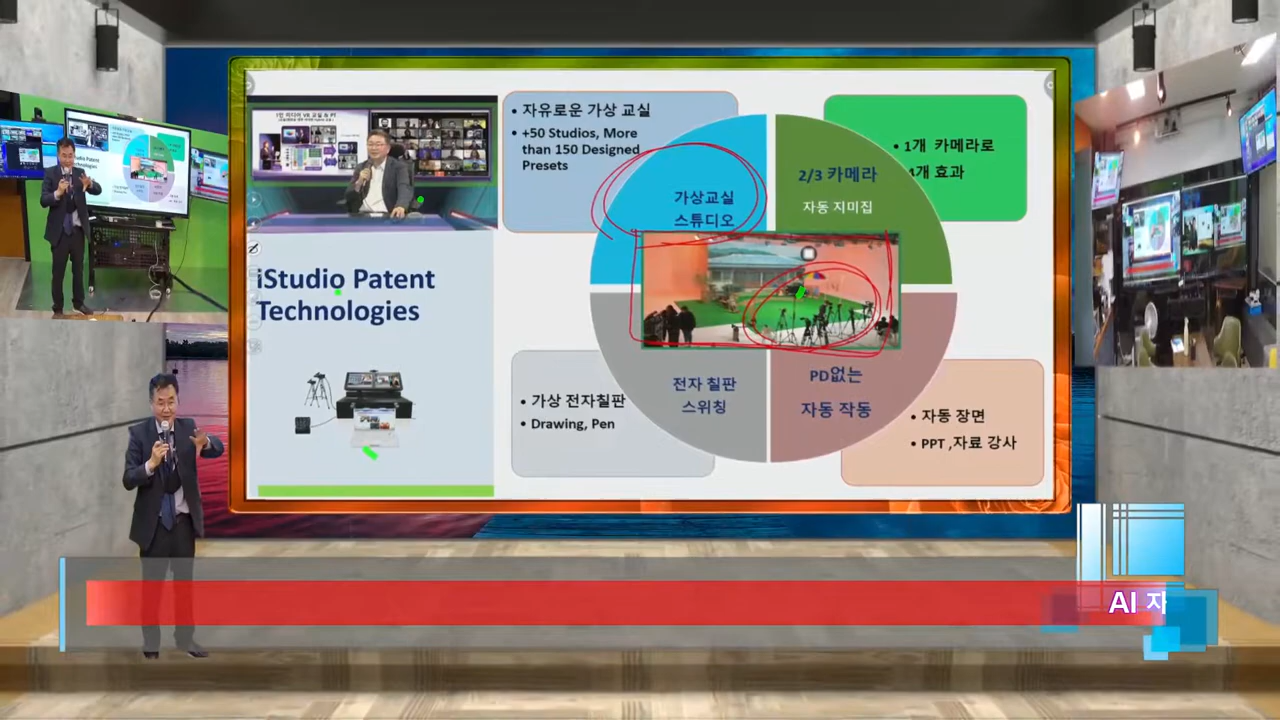 • 자유로운 가상 교실
• +50 Studios, More
than 150 Designed
Presets
• 1개 카메라로
효과
가상교실
스튜디오
2/3 카메라
자동 지미집
iStudio Patent
Technologies
전자 칠판
스위칭
PD없는
자동 작동
• 가상 전자칠판
• Drawing, Pen
• 자동 장면
• PPT ,자료 강사
AI 자